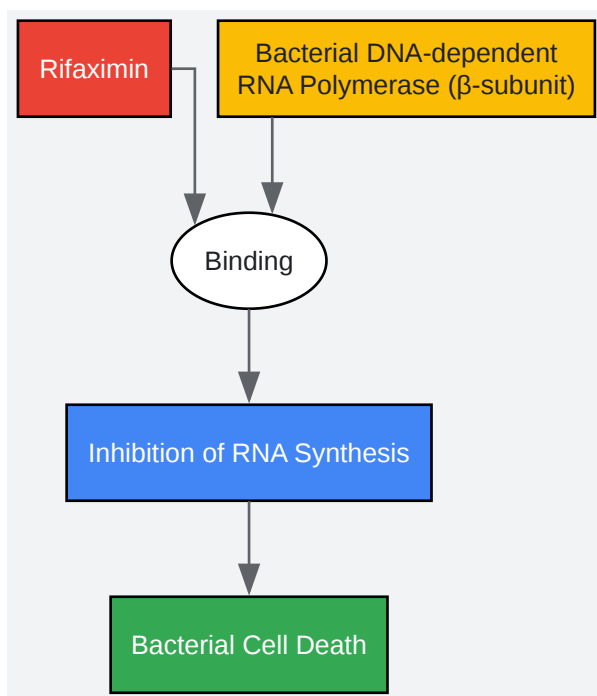 Rifaximin
Bacterial DNA-dependent
RNA Polymerase (β-subunit)
Binding
Inhibition of RNA Synthesis
Bacterial Cell Death